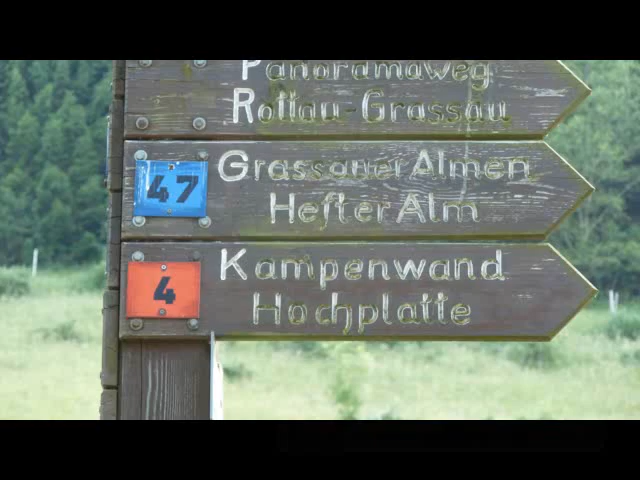 Panoramaweg
Rottau-Grassau
47
Grassauer Almen
Hefter Alm
4
Kampenwand
Hochplatte